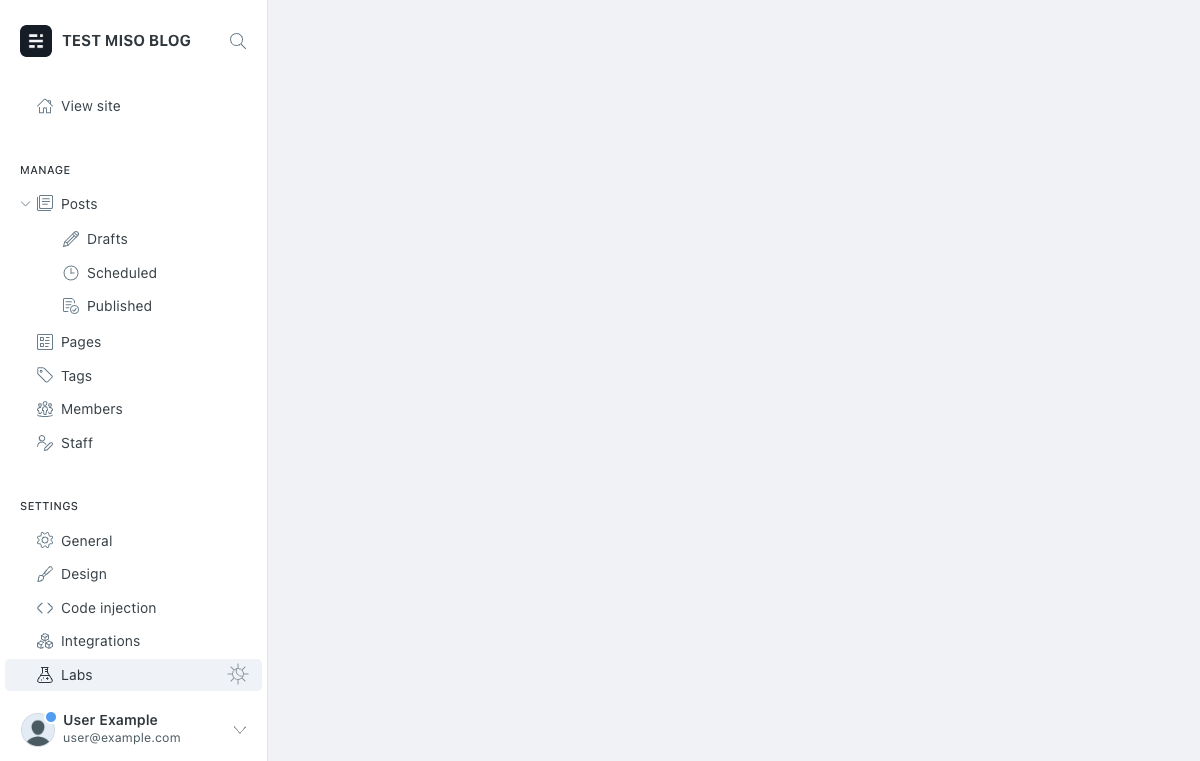 TEST MISO BLOG
View site
MANAGE
Posts
Drafts
Scheduled
Published
Pages
Tags
Members
Staff
SETTINGS
General
Design
Code injection
Integrations
Labs
User Example
user@example.com